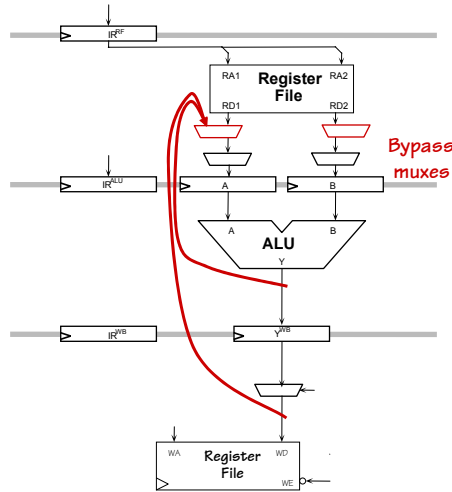 IR^RF
RA1 Register RA2
File
RD1 RD2
Bypass
muxes
IR^ALU A B
A B
ALU
Y
IR^WB Y^WB
WA Register WD
File
WE